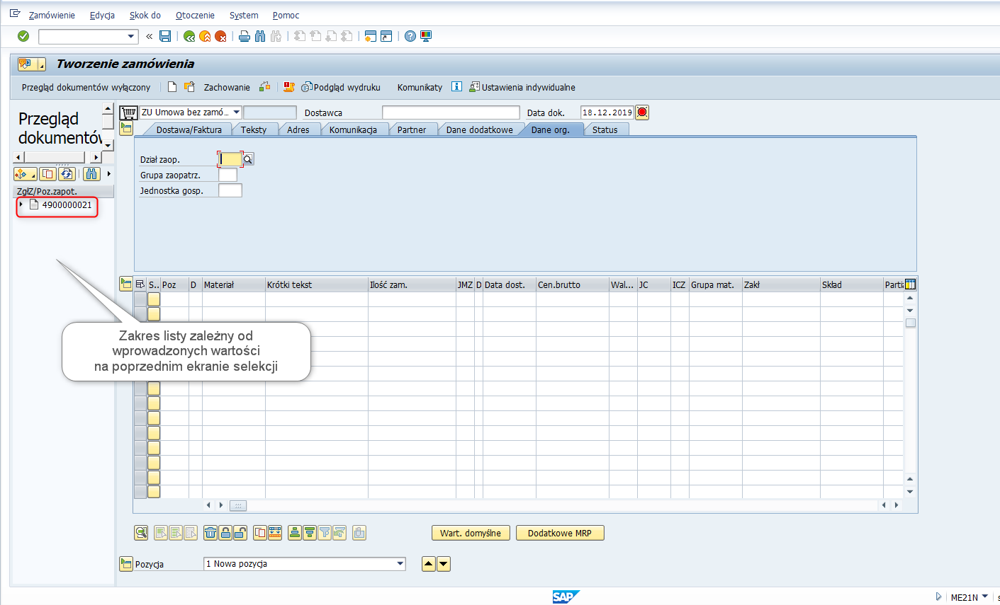 Zamówienie Edycja Skok do Otoczenie System Pomoc
Tworzenie zamówienia
Przegląd dokumentów wyłączony Zachowanie Podgląd wydruku Komunikaty Ustawienia indywidualne
Przegląd
dokumentów
ZU Umowa bez zamó... Dostawca Data dok. 18.12.2019
Dostawa/Faktura Teksty Adres Komunikacja Partner Dane dodatkowe Dane org. Status
Dział zaop.
Grupa zaopatrz.
Jednostka gosp.
ZgłZ/Poz.zapot.
4900000021
S.. Poz D Materiał Krótki tekst Ilość zam. JMZ D Data dost. Cen.brutto Wal... JC ICZ Grupa mat. Zakł Skład Parti
Zakres listy zależny od
wprowadzonych wartości
na poprzednim ekranie selekcji
Wart. domyślne Dodatkowe MRP
Pozycja 1 Nowa pozycja
SAP ME21N s